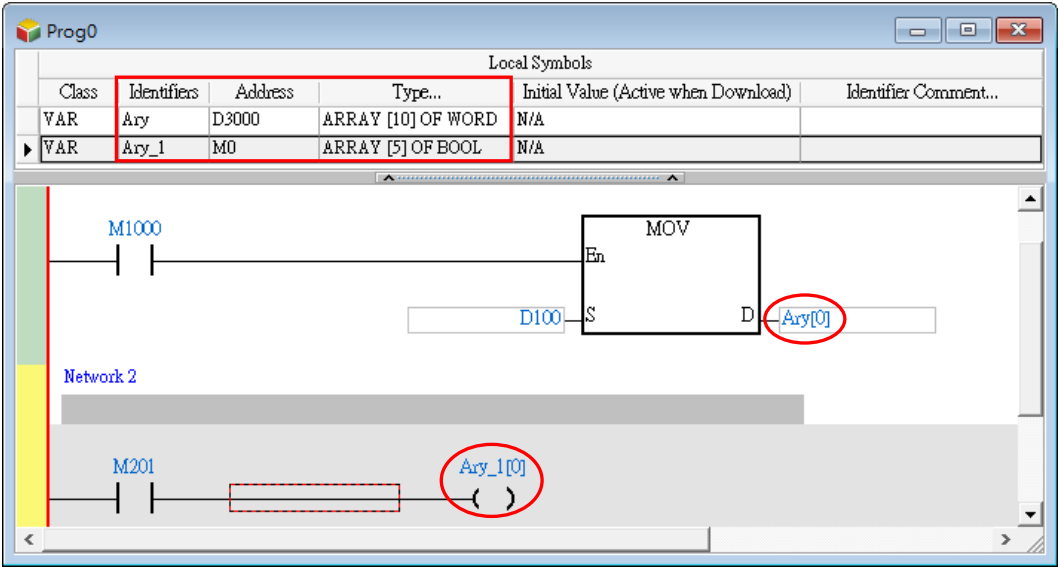 Prog0
Local Symbols
Class Identifiers Address Type... Initial Value (Active when Download) Identifier Comment...
VAR Ary D3000 ARRAY [10] OF WORD N/A
VAR Ary_1 M0 ARRAY [5] OF BOOL N/A
M1000 MOV
En
D100 S D Ary[0]
Network 2
M201 Ary_1[0]